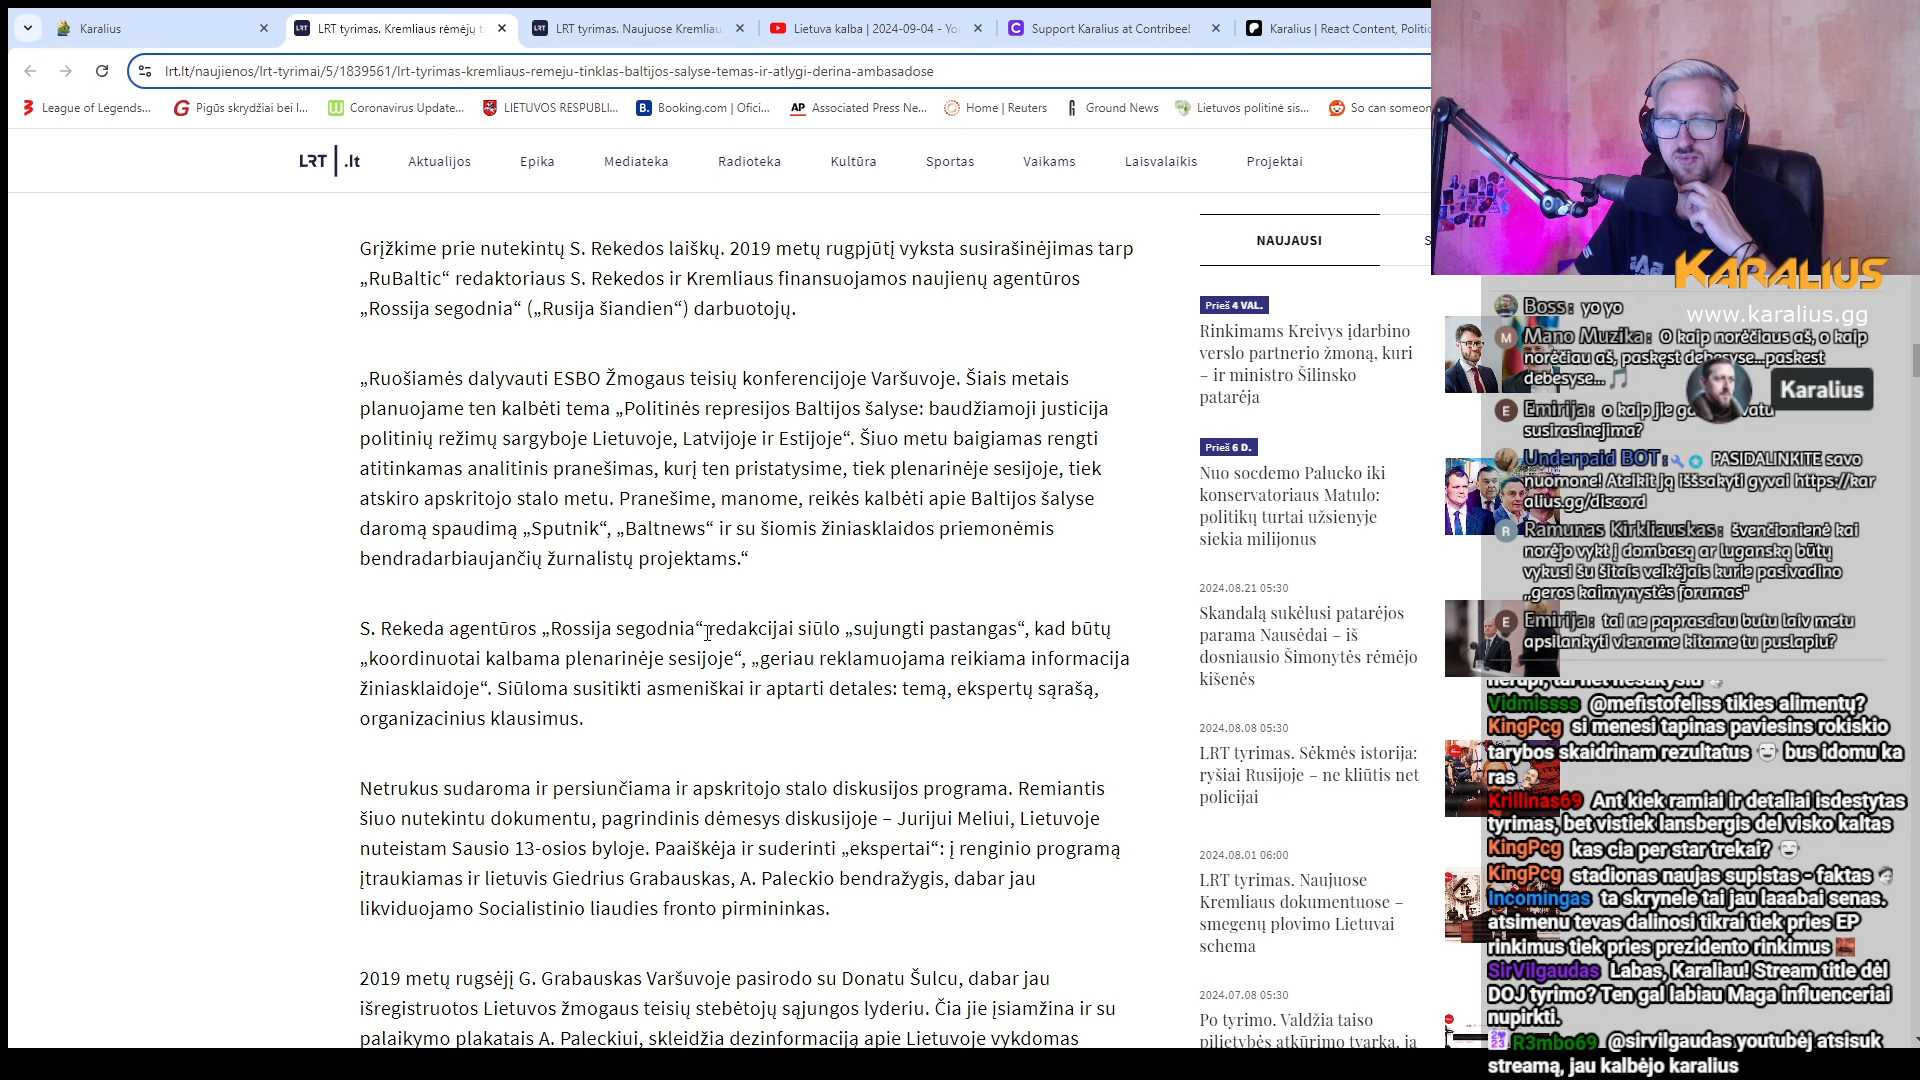 Karalius
LRT tyrimas. Kremliaus rėmėjų t
LRT tyrimas. Naujuose Kremliau
Lietuva kalba | 2024-09-04 - Yo
Support Karalius at Contribee!
Karalius | React Content, Politic
lrt.lt/naujienos/lrt-tyrimai/5/1839561/lrt-tyrimas-kremliaus-remeju-tinklas-baltijos-salyse-temas-ir-atlygi-derina-ambasadose
League of Legends...
Pigūs skrydžiai bei l...
Coronavirus Update...
LIETUVOS RESPUBLI...
Booking.com | Ofici...
AP Associated Press Ne...
Home | Reuters
Ground News
Lietuvos politinė sis...
So can someon
LRT .lt
Aktualijos
Epika
Mediateka
Radioteka
Kultūra
Sportas
Vaikams
Laisvalaikis
Projektai
Grįžkime prie nutekintų S. Rekedos laiškų. 2019 metų rugpjūtį vyksta susirašinėjimas tarp
„RuBaltic“ redaktoriaus S. Rekedos ir Kremliaus finansuojamos naujienų agentūros
„Rossija segodnia“ („Rusija šiandien“) darbuotojų.
„Ruošiamės dalyvauti ESBO Žmogaus teisių konferencijoje Varšuvoje. Šiais metais
planuojame ten kalbėti tema „Politinės represijos Baltijos šalyse: baudžiamoji justicija
politinių režimų sargyboje Lietuvoje, Latvijoje ir Estijoje“. Šiuo metu baigiamas rengti
atitinkamas analitinis pranešimas, kurį ten pristatysime, tiek plenarinėje sesijoje, tiek
atskiro apskritojo stalo metu. Pranešime, manome, reikės kalbėti apie Baltijos šalyse
daromą spaudimą „Sputnik“, „Baltnews“ ir su šiomis žiniasklaidos priemonėmis
bendradarbiaujančių žurnalistų projektams.“
S. Rekeda agentūros „Rossija segodnia“ redakcijai siūlo „sujungti pastangas“, kad būtų
„koordinuotai kalbama plenarinėje sesijoje“, „geriau reklamuojama reikiama informacija
žiniasklaidoje“. Siūloma susitikti asmeniškai ir aptarti detales: temą, ekspertų sąrašą,
organizacinius klausimus.
Netrukus sudaroma ir persiunčiama ir apskritojo stalo diskusijos programa. Remiantis
šiuo nutekintu dokumentu, pagrindinis dėmesys diskusijoje – Jurijui Meliui, Lietuvoje
nuteistam Sausio 13-osios byloje. Paaiškėja ir suderinti „ekspertai“: į renginio programą
įtraukiamas ir lietuvis Giedrius Grabauskas, A. Paleckio bendražygis, dabar jau
likviduojamo Socialistinio liaudies fronto pirmininkas.
2019 metų rugsėjį G. Grabauskas Varšuvoje pasirodo su Donatu Šulcu, dabar jau
išregistruotos Lietuvos žmogaus teisių stebėtojų sąjungos lyderiu. Čia jie įsiamžina ir su
palaikymo plakatais A. Paleckiui, skleidžia dezinformaciją apie Lietuvoje vykdomas
NAUJAUSI
S
Prieš 4 VAL.
Rinkimams Kreivys įdarbino
verslo partnerio žmoną, kuri
– ir ministro Šilinsko
patarėja
Prieš 6 D.
Nuo socdemo Palucko iki
konservatoriaus Matulo:
politikų turtai užsienyje
siekia milijonus
2024.08.21 05:30
Skandalą sukėlusi patarėjos
parama Nausėdai – iš
dosniausio Šimonytės rėmėjo
kišenės
2024.08.08 05:30
LRT tyrimas. Sėkmės istorija:
ryšiai Rusijoje – ne kliūtis net
policijai
2024.08.01 06:00
LRT tyrimas. Naujuose
Kremliaus dokumentuose –
smegenų plovimo Lietuvai
schema
2024.07.08 05:30
Po tyrimo. Valdžia taiso
pilietybės atkūrimo tvarką, ją
KARALIUS
www.karalius.gg
Karalius
Boss: yo yo
Mano Muzika: O kaip norėčiaus aš, o kaip
norėčiau aš, paskęst debesyse...paskest
debesyse...
Emirija: o kaip jie
susirasinejima?
Underpaid BOT: PASIDALINKITE savo
nuomone! Ateikit ją iššsakyti gyvai https://kar
alius.gg/discord
Ramunas Kirkliauskas: švenčionienė kai
norėjo vykt į dombasą ar luganską būtų
vykusi šu šitais veikėjais kurie pasivadino
„geros kaimynystės forumas"
Emirija: tai ne paprasciau butu laiv metu
apsilankyti viename kitame tu puslapiu?
Vidmissss @mefistofeliss tikies alimentų?
KingPcg si menesi tapinas paviesins rokiskio
tarybos skaidrinam rezultatus bus idomu ka
ras
Krillinas69 Ant kiek ramiai ir detaliai isdestytas
tyrimas, bet vistiek lansbergis del visko kaltas
KingPcg kas cia per star trekai?
KingPcg stadionas naujas supistas - faktas
Incomingas ta skrynele tai jau laaabai senas.
atsimenu tevas dalinosi tikrai tiek pries EP
rinkimus tiek pries prezidento rinkimus
SirVilgaudas Labas, Karaliau! Stream title dėl
DOJ tyrimo? Ten gal labiau Maga influenceriai
nupirkti.
R3mbo69 @sirvilgaudas youtubėj atsisuk
streamą, jau kalbėjo karalius